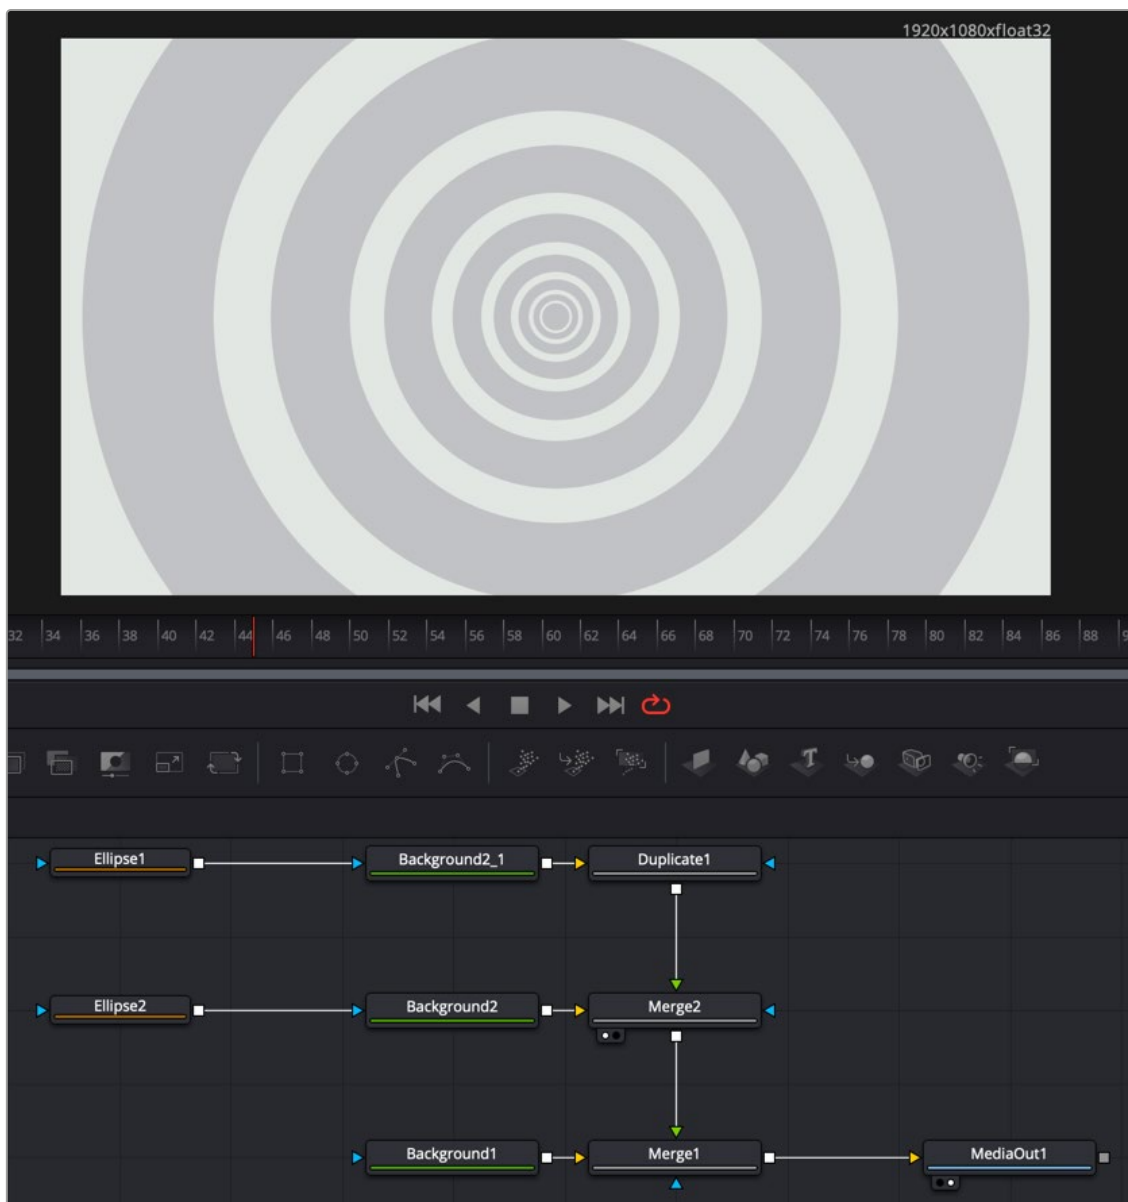 1920x1080xfloat32
32 34 36 38 40 42 44 46 48 50 52 54 56 58 60 62 64 66 68 70 72 74 76 78 80 82 84 86 88 9
Ellipse1 Background2_1 Duplicate1
Ellipse2 Background2 Merge2
Background1 Merge1 MediaOut1